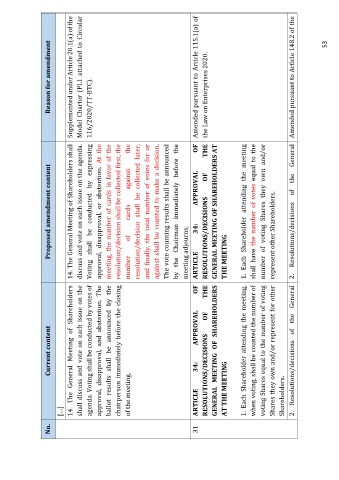 No.
Current content
Proposed amendment content
Reason for amendment
[...]
14. The General Meeting of Shareholders
shall discuss and vote on each issue on the
agenda. Voting shall be conducted by votes of
approval, disapproval, and abstention. The
ballot results shall be announced by the
chairperson immediately before the closing
of the meeting.
14. The General Meeting of Shareholders shall
discuss and vote on each issue on the agenda.
Voting shall be conducted by expressing
approval, disapproval, or abstention. At the
meeting, the number of cards in favor of the
resolution/decision shall be collected first, the
number of cards against the
resolution/decision shall be collected later,
and finally, the total number of votes for or
against shall be counted to make a decision.
The vote counting results shall be announced
by the Chairman immediately before the
meeting adjourns.
Supplemented under Article 20.1(a) of the
Model Charter (PL1 attached to Circular
116/2020/TT-BTC).
31
ARTICLE 34: APPROVAL OF
RESOLUTIONS/DECISIONS OF THE
GENERAL MEETING OF SHAREHOLDERS
AT THE MEETING
ARTICLE 34: APPROVAL OF
RESOLUTIONS/DECISIONS OF THE
GENERAL MEETING OF SHAREHOLDERS AT
THE MEETING
Amended pursuant to Article 115.1(a) of
the Law on Enterprises 2020.
1. Each Shareholder attending the meeting,
when voting, shall be counted the number of
voting Shares equal to the number of voting
Shares they own and/or represent for other
Shareholders.
1. Each Shareholder attending the meeting
shall have the number of votes equal to the
number of voting Shares they own and/or
represent other Shareholders.
2. Resolutions/decisions of the General
2. Resolutions/decisions of the General
Amended pursuant to Article 148.2 of the
53